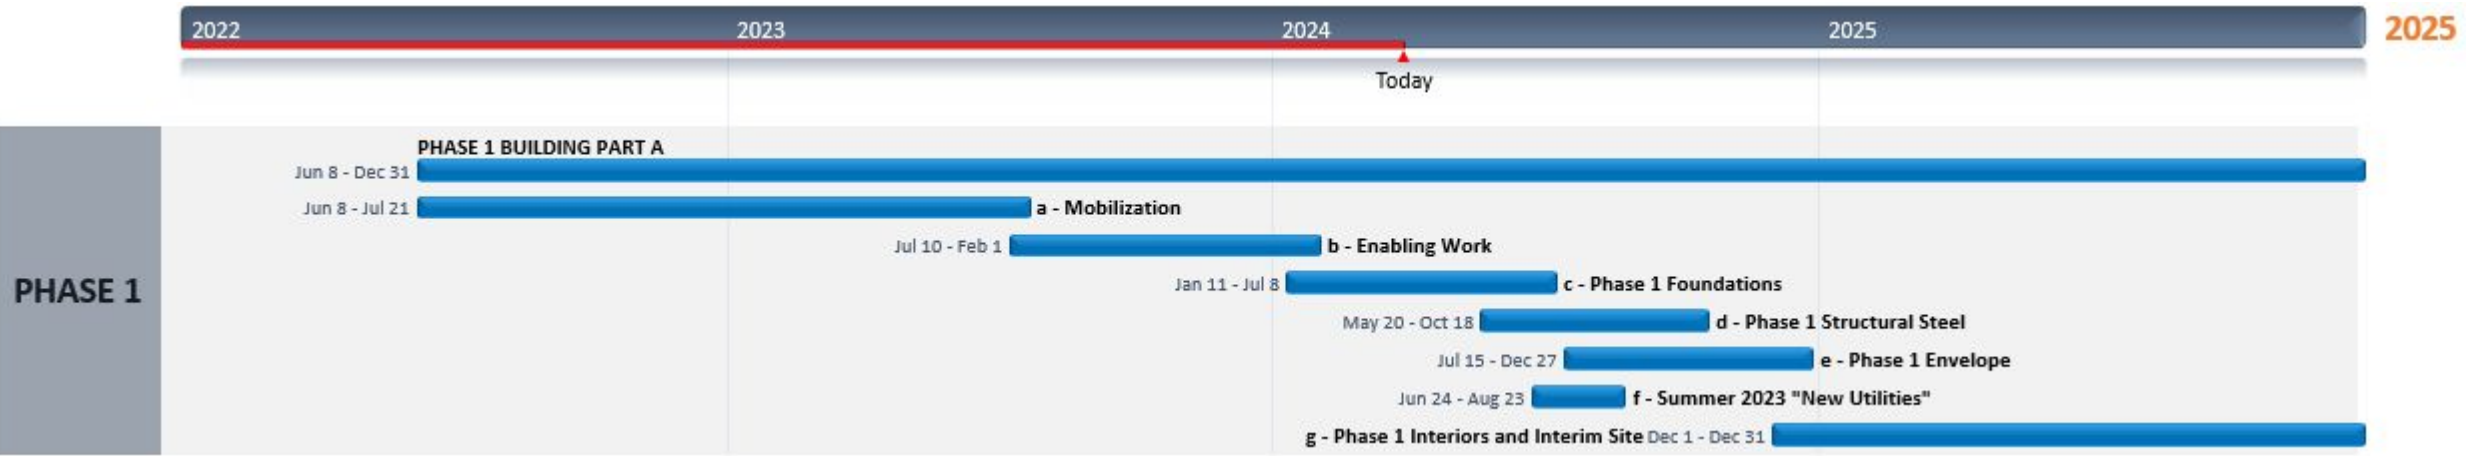 2022 2023 2024 2025 2025
Today
PHASE 1
PHASE 1 BUILDING PART A
Jun 8 - Dec 31
Jun 8 - Jul 21 a - Mobilization
Jul 10 - Feb 1 b - Enabling Work
Jan 11 - Jul 8 c - Phase 1 Foundations
May 20 - Oct 18 d - Phase 1 Structural Steel
Jul 15 - Dec 27 e - Phase 1 Envelope
Jun 24 - Aug 23 f - Summer 2023 "New Utilities"
g - Phase 1 Interiors and Interim Site Dec 1 - Dec 31